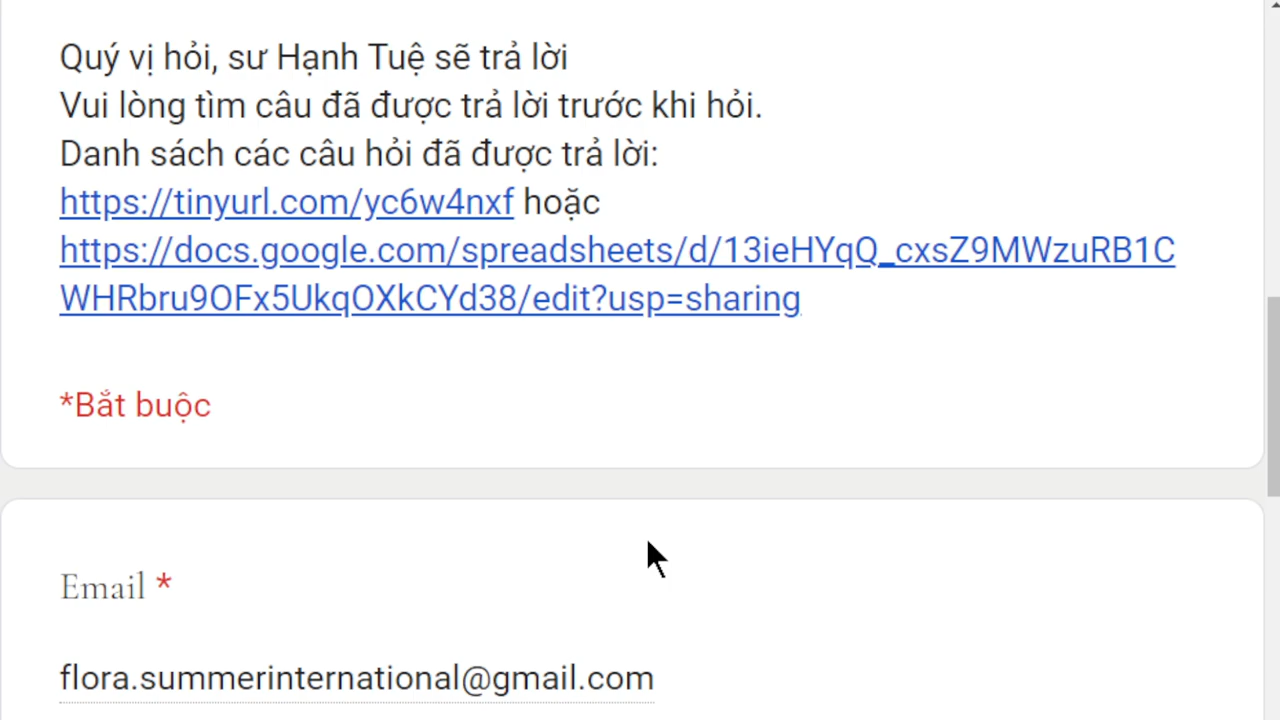 Quý vị hỏi, sư Hạnh Tuệ sẽ trả lời
Vui lòng tìm câu đã được trả lời trước khi hỏi.
Danh sách các câu hỏi đã được trả lời:
https://tinyurl.com/yc6w4nxf hoặc
https://docs.google.com/spreadsheets/d/13ieHYqQ_cxsZ9MWzuRB1C
WHRbru9OFx5UkqOXkCYd38/edit?usp=sharing
*Bắt buộc
Email *
flora.summerinternational@gmail.com